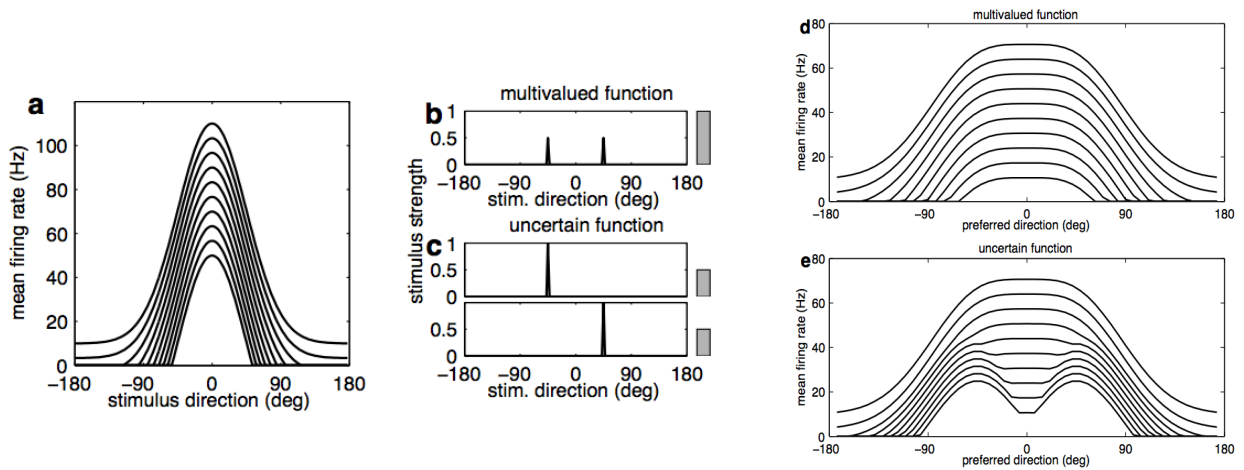 a
mean firing rate (Hz)
100
80
60
40
20
0
−180 −90 0 90 180
stimulus direction (deg)
stimulus strength
b
multivalued function
1
0.5
0
−180 −90 0 90 180
stim. direction (deg)
c
uncertain function
1
0.5
0
0.5
0
−180 −90 0 90 180
stim. direction (deg)
d
multivalued function
mean firing rate (Hz)
80
60
40
20
0
−180 −90 0 90 180
preferred direction (deg)
e
uncertain function
mean firing rate (Hz)
80
60
40
20
0
−180 −90 0 90 180
preferred direction (deg)